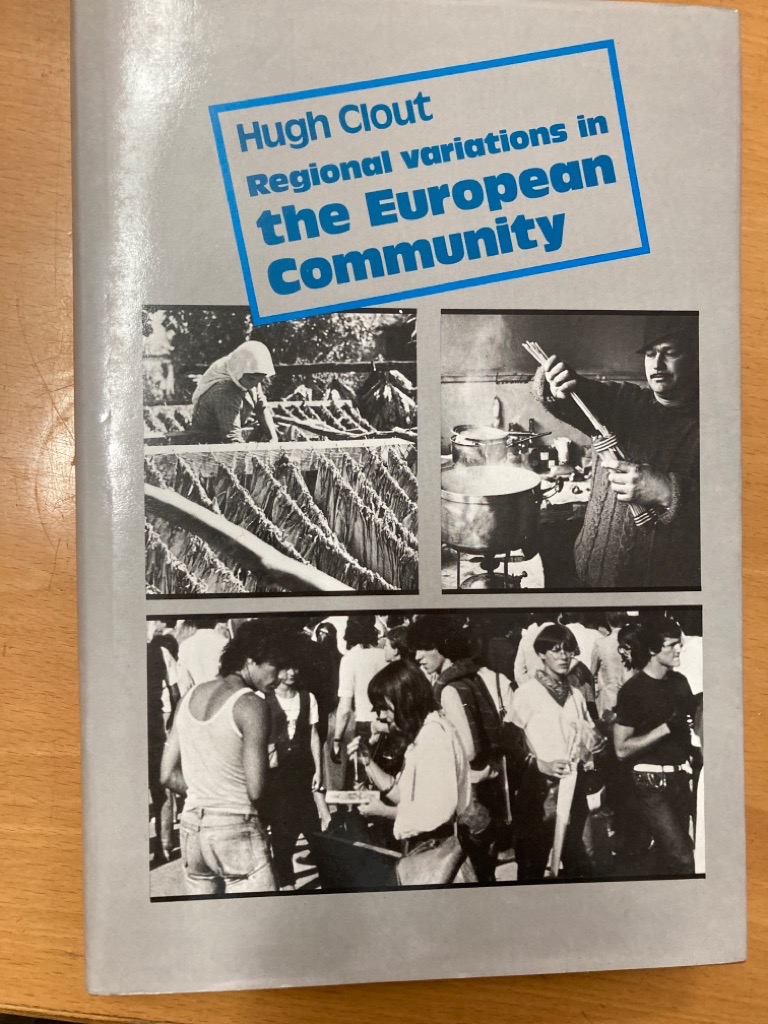 Hugh Clout
Regional variations in
the European
Community